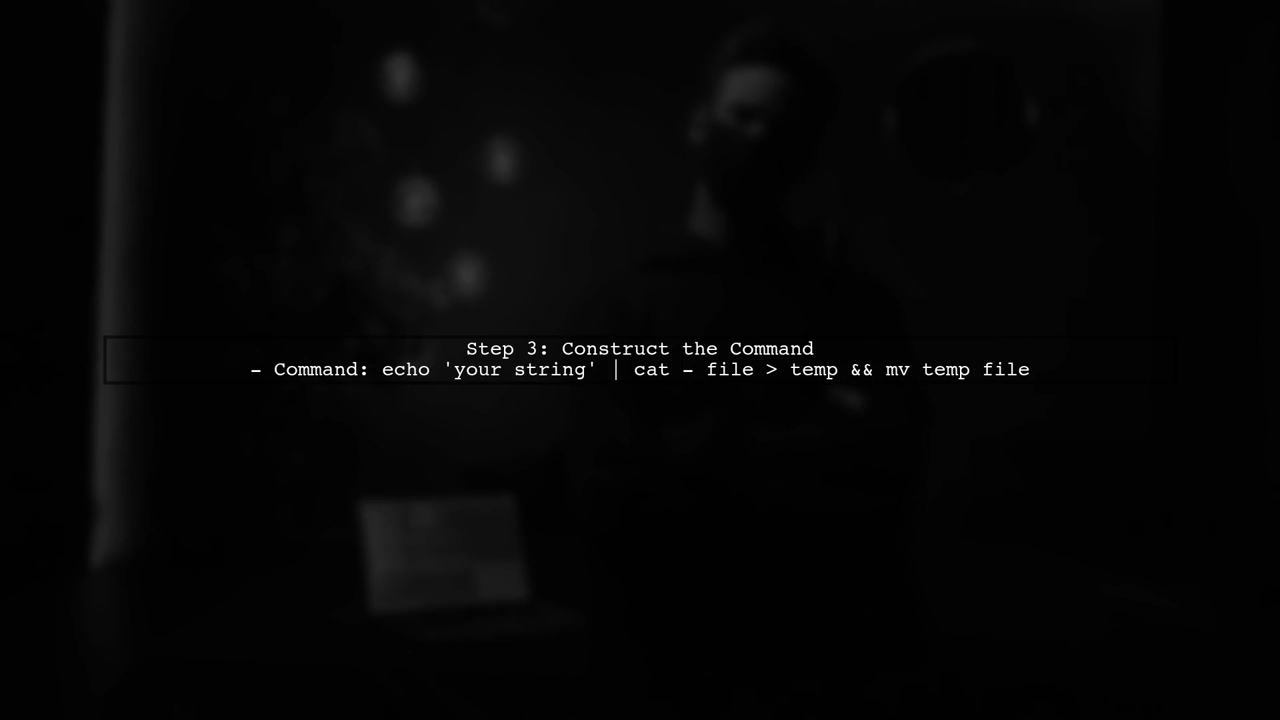 Step 3: Construct the Command
- Command: echo 'your string' | cat - file > temp && mv temp file